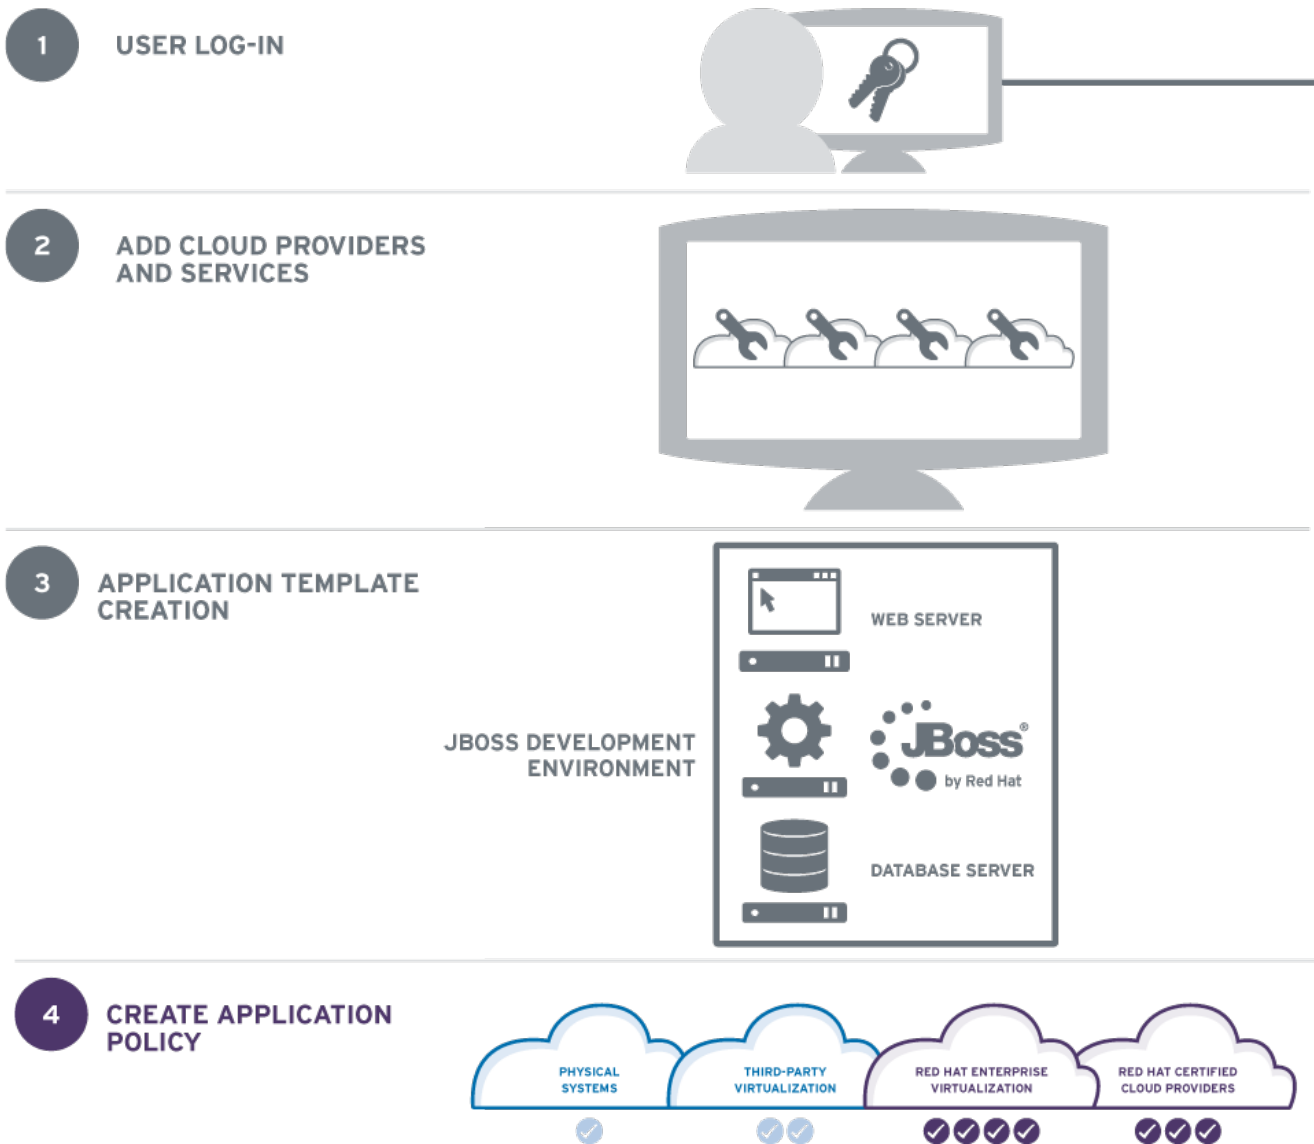 1
USER LOG-IN
2
ADD CLOUD PROVIDERS
AND SERVICES
3
APPLICATION TEMPLATE
CREATION
WEB SERVER
JBOSS DEVELOPMENT
ENVIRONMENT
JBoss®
by Red Hat
DATABASE SERVER
4
CREATE APPLICATION
POLICY
PHYSICAL
SYSTEMS
THIRD-PARTY
VIRTUALIZATION
RED HAT ENTERPRISE
VIRTUALIZATION
RED HAT CERTIFIED
CLOUD PROVIDERS